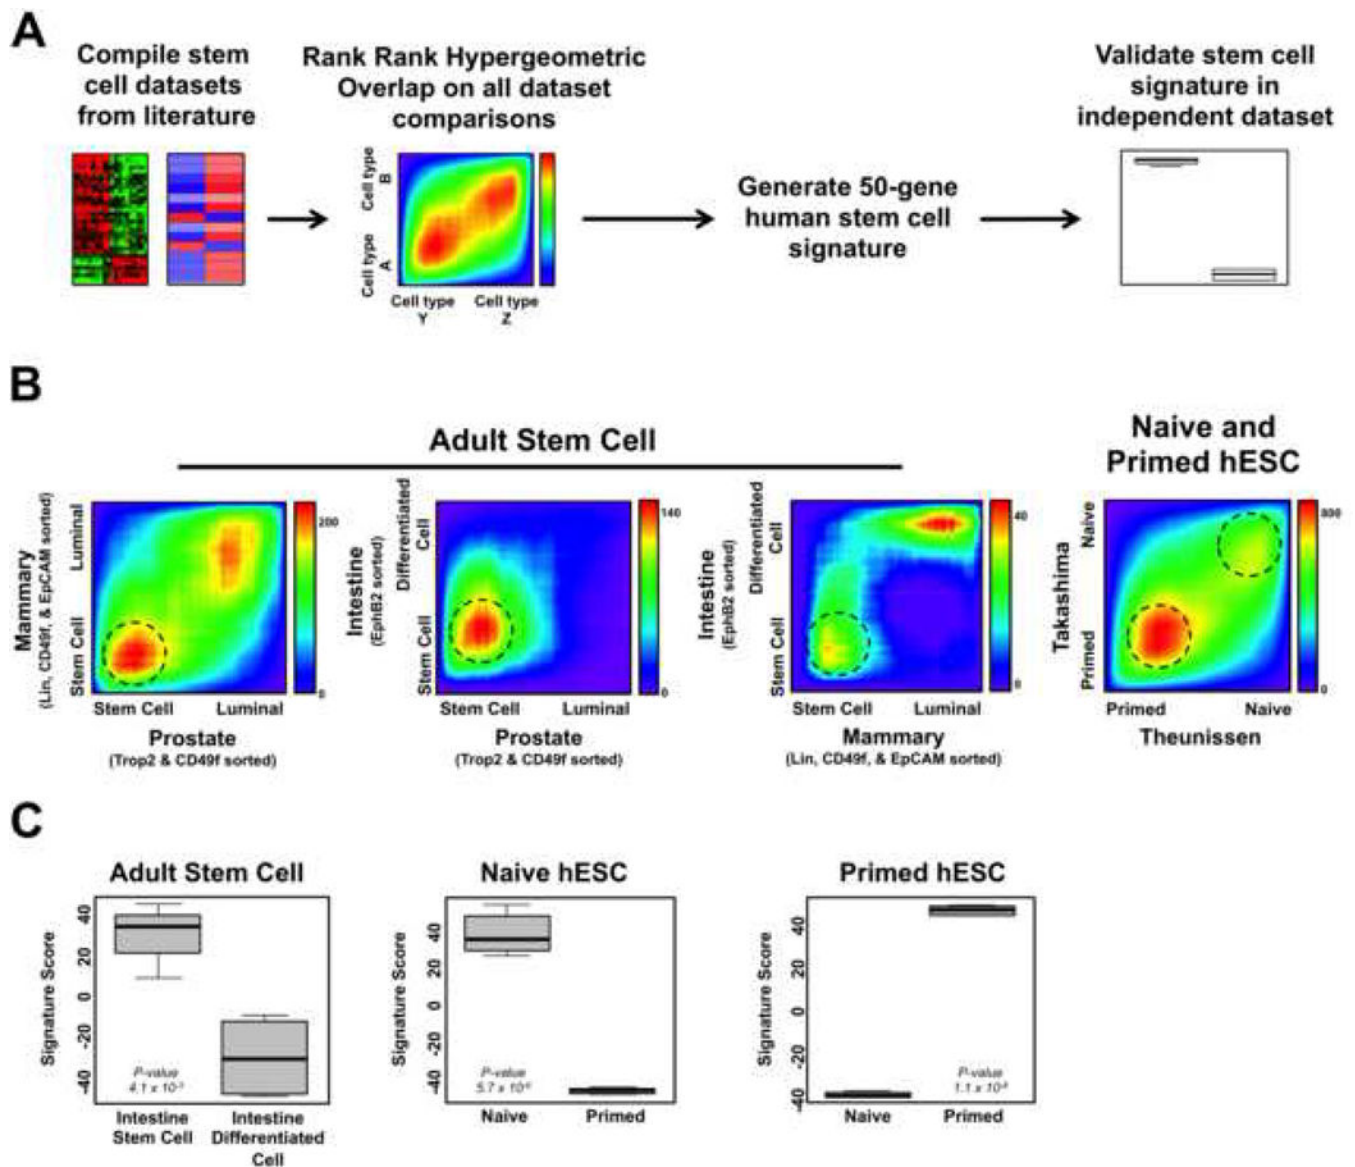 A
Compile stem
cell datasets
from literature
Rank Rank Hypergeometric
Overlap on all dataset
comparisons
Cell type
B
Cell type
A
Cell type
Y
Cell type
Z
Generate 50-gene
human stem cell
signature
Validate stem cell
signature in
independent dataset
B
Adult Stem Cell
Naive and
Primed hESC
Mammary
(Lin, CD49f, & EpCAM sorted)
Luminal
Stem Cell
200
0
Stem Cell
Luminal
Prostate
(Trop2 & CD49f sorted)
Intestine
(EphB2 sorted)
Differentiated
Cell
Stem Cell
140
0
Stem Cell
Luminal
Prostate
(Trop2 & CD49f sorted)
Intestine
(EphB2 sorted)
Differentiated
Cell
Stem Cell
40
0
Stem Cell
Luminal
Mammary
(Lin, CD49f, & EpCAM sorted)
Takashima
Naive
Primed
0
Primed
Naive
Theunissen
C
Adult Stem Cell
Signature Score
40
20
0
-20
-40
P-value
Intestine
Stem Cell
Intestine
Differentiated
Cell
Naive hESC
Signature Score
40
20
0
-20
-40
P-value
Naive
Primed
Primed hESC
Signature Score
40
20
0
-20
-40
P-value
Naive
Primed